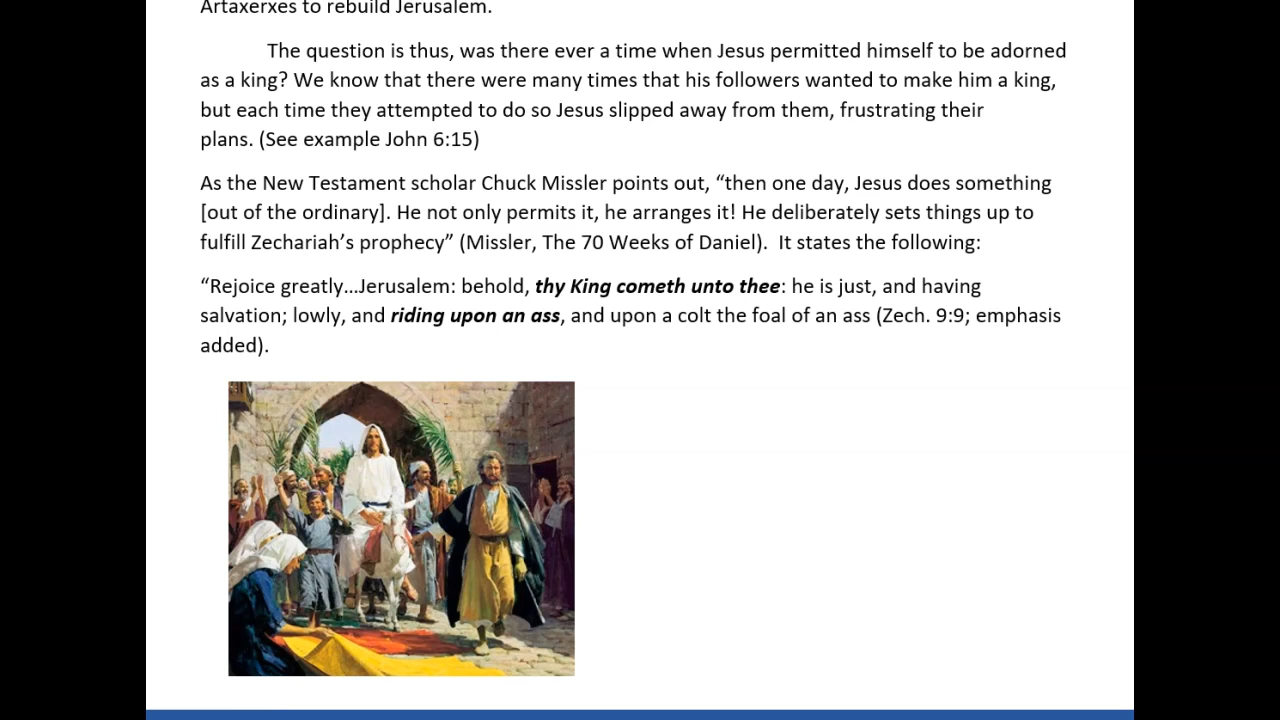 Artaxerxes to rebuild Jerusalem.
The question is thus, was there ever a time when Jesus permitted himself to be adorned
as a king? We know that there were many times that his followers wanted to make him a king,
but each time they attempted to do so Jesus slipped away from them, frustrating their
plans. (See example John 6:15)
As the New Testament scholar Chuck Missler points out, “then one day, Jesus does something
[out of the ordinary]. He not only permits it, he arranges it! He deliberately sets things up to
fulfill Zechariah’s prophecy” (Missler, The 70 Weeks of Daniel).  It states the following:
“Rejoice greatly…Jerusalem: behold, thy King cometh unto thee: he is just, and having
salvation; lowly, and riding upon an ass, and upon a colt the foal of an ass (Zech. 9:9; emphasis
added).